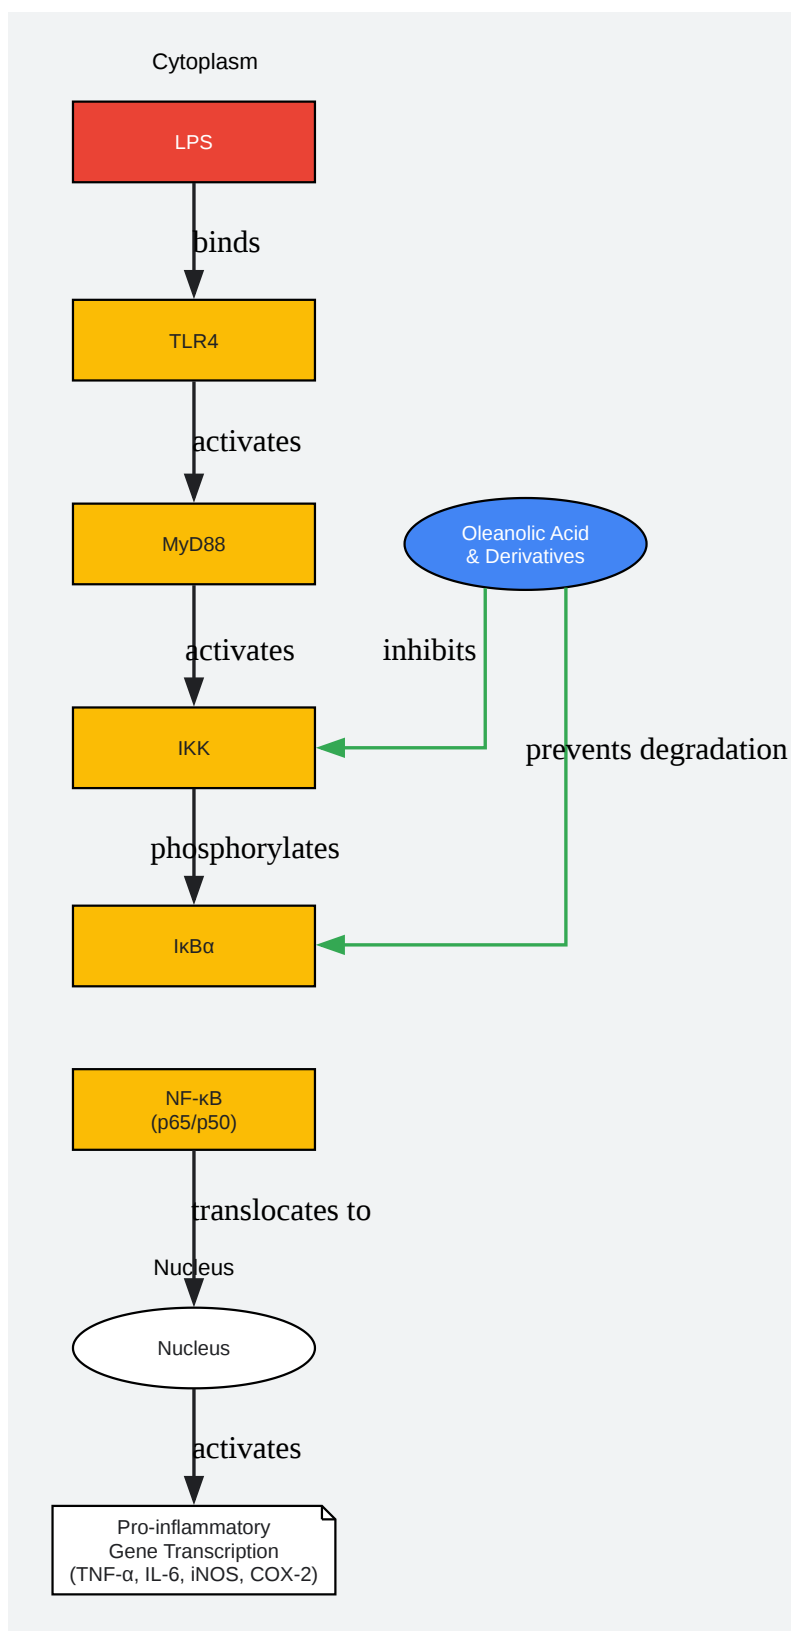 Cytoplasm
LPS
binds
TLR4
activates
MyD88
Oleanolic Acid
& Derivatives
activates
inhibits
IKK
prevents degradation
phosphorylates
IκBα
NF-κB
(p65/p50)
translocates to
Nucleus
Nucleus
activates
Pro-inflammatory
Gene Transcription
(TNF-α, IL-6, iNOS, COX-2)